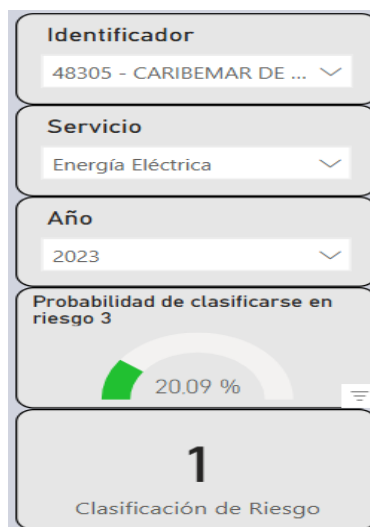 Identificador
48305 - CARIBEMAR DE ...
Servicio
Energía Eléctrica
Año
2023
Probabilidad de clasificarse en
riesgo 3
20.09 %
1
Clasificación de Riesgo